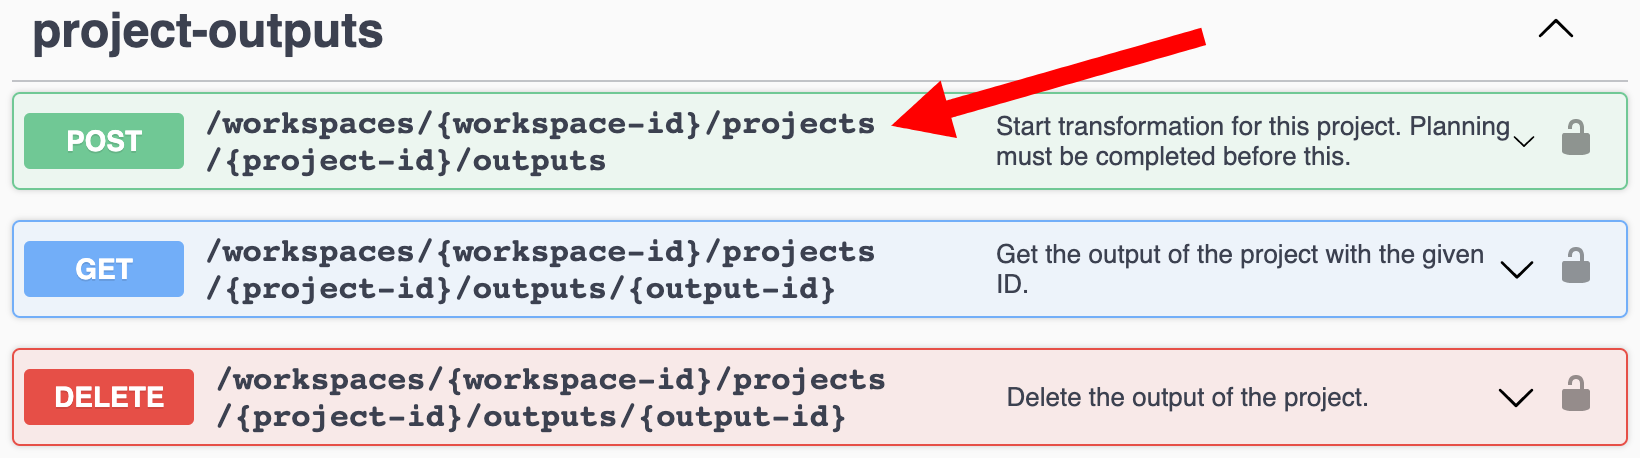 project-outputs
POST
/workspaces/{workspace-id}/projects
/{project-id}/outputs
Start transformation for this project. Planning
must be completed before this.
GET
/workspaces/{workspace-id}/projects
/{project-id}/outputs/{output-id}
Get the output of the project with the given
ID.
DELETE
/workspaces/{workspace-id}/projects
/{project-id}/outputs/{output-id}
Delete the output of the project.